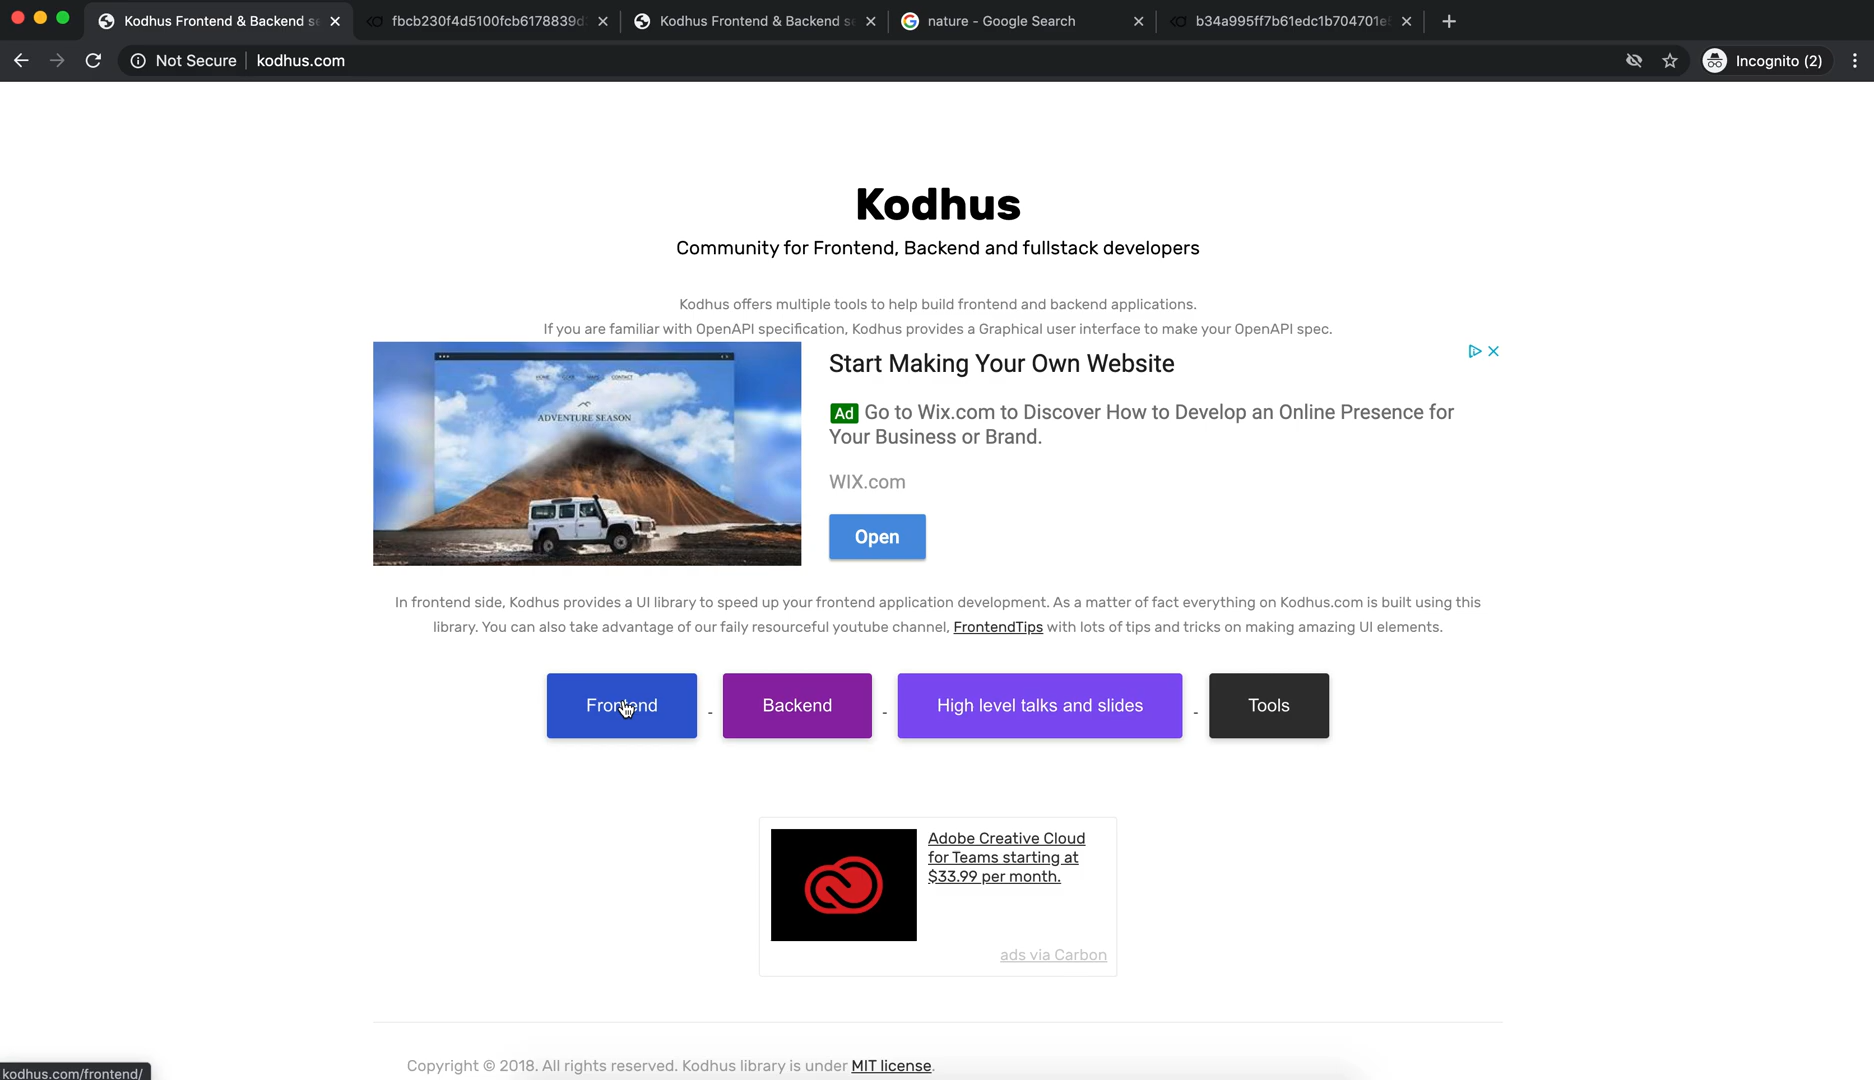 Kodhus Frontend & Backend se
fbcb230f4d5100fcb6178839d
Kodhus Frontend & Backend se
nature - Google Search
b34a995ff7b61edc1b704701e
Not Secure
kodhus.com
Incognito (2)
Kodhus
Community for Frontend, Backend and fullstack developers
Kodhus offers multiple tools to help build frontend and backend applications.
If you are familiar with OpenAPI specification, Kodhus provides a Graphical user interface to make your OpenAPI spec.
ADVENTURE SEASON
HOME
CONTACT
Start Making Your Own Website
Ad Go to Wix.com to Discover How to Develop an Online Presence for
Your Business or Brand.
WIX.com
Open
In frontend side, Kodhus provides a UI library to speed up your frontend application development. As a matter of fact everything on Kodhus.com is built using this
library. You can also take advantage of our faily resourceful youtube channel, FrontendTips with lots of tips and tricks on making amazing UI elements.
Frontend - Backend - High level talks and slides - Tools
Adobe Creative Cloud
for Teams starting at
$33.99 per month.
ads via Carbon
Copyright © 2018. All rights reserved. Kodhus library is under MIT license.
kodhus.com/frontend/